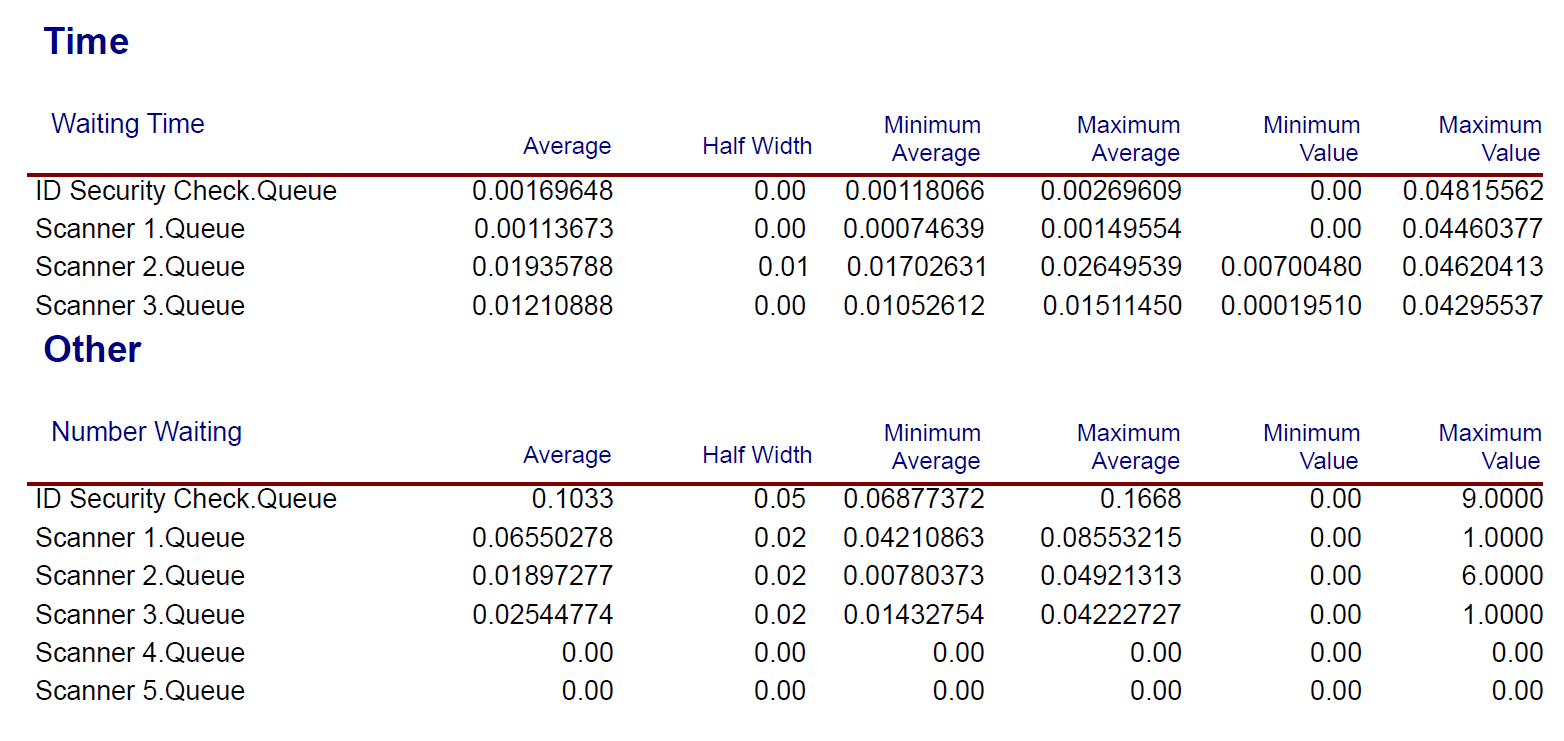 Time
Waiting Time Average Half Width Minimum Average Maximum Average Minimum Value Maximum Value
ID Security Check.Queue 0.00169648 0.00 0.00118066 0.00269609 0.00 0.04815562
Scanner 1.Queue 0.00113673 0.00 0.00074639 0.00149554 0.00 0.04460377
Scanner 2.Queue 0.01935788 0.01 0.01702631 0.02649539 0.00700480 0.04620413
Scanner 3.Queue 0.01210888 0.00 0.01052612 0.01511450 0.00019510 0.04295537
Other
Number Waiting Average Half Width Minimum Average Maximum Average Minimum Value Maximum Value
ID Security Check.Queue 0.1033 0.05 0.06877372 0.1668 0.00 9.0000
Scanner 1.Queue 0.06550278 0.02 0.04210863 0.08553215 0.00 1.0000
Scanner 2.Queue 0.01897277 0.02 0.00780373 0.04921313 0.00 6.0000
Scanner 3.Queue 0.02544774 0.02 0.01432754 0.04222727 0.00 1.0000
Scanner 4.Queue 0.00 0.00 0.00 0.00 0.00 0.00
Scanner 5.Queue 0.00 0.00 0.00 0.00 0.00 0.00